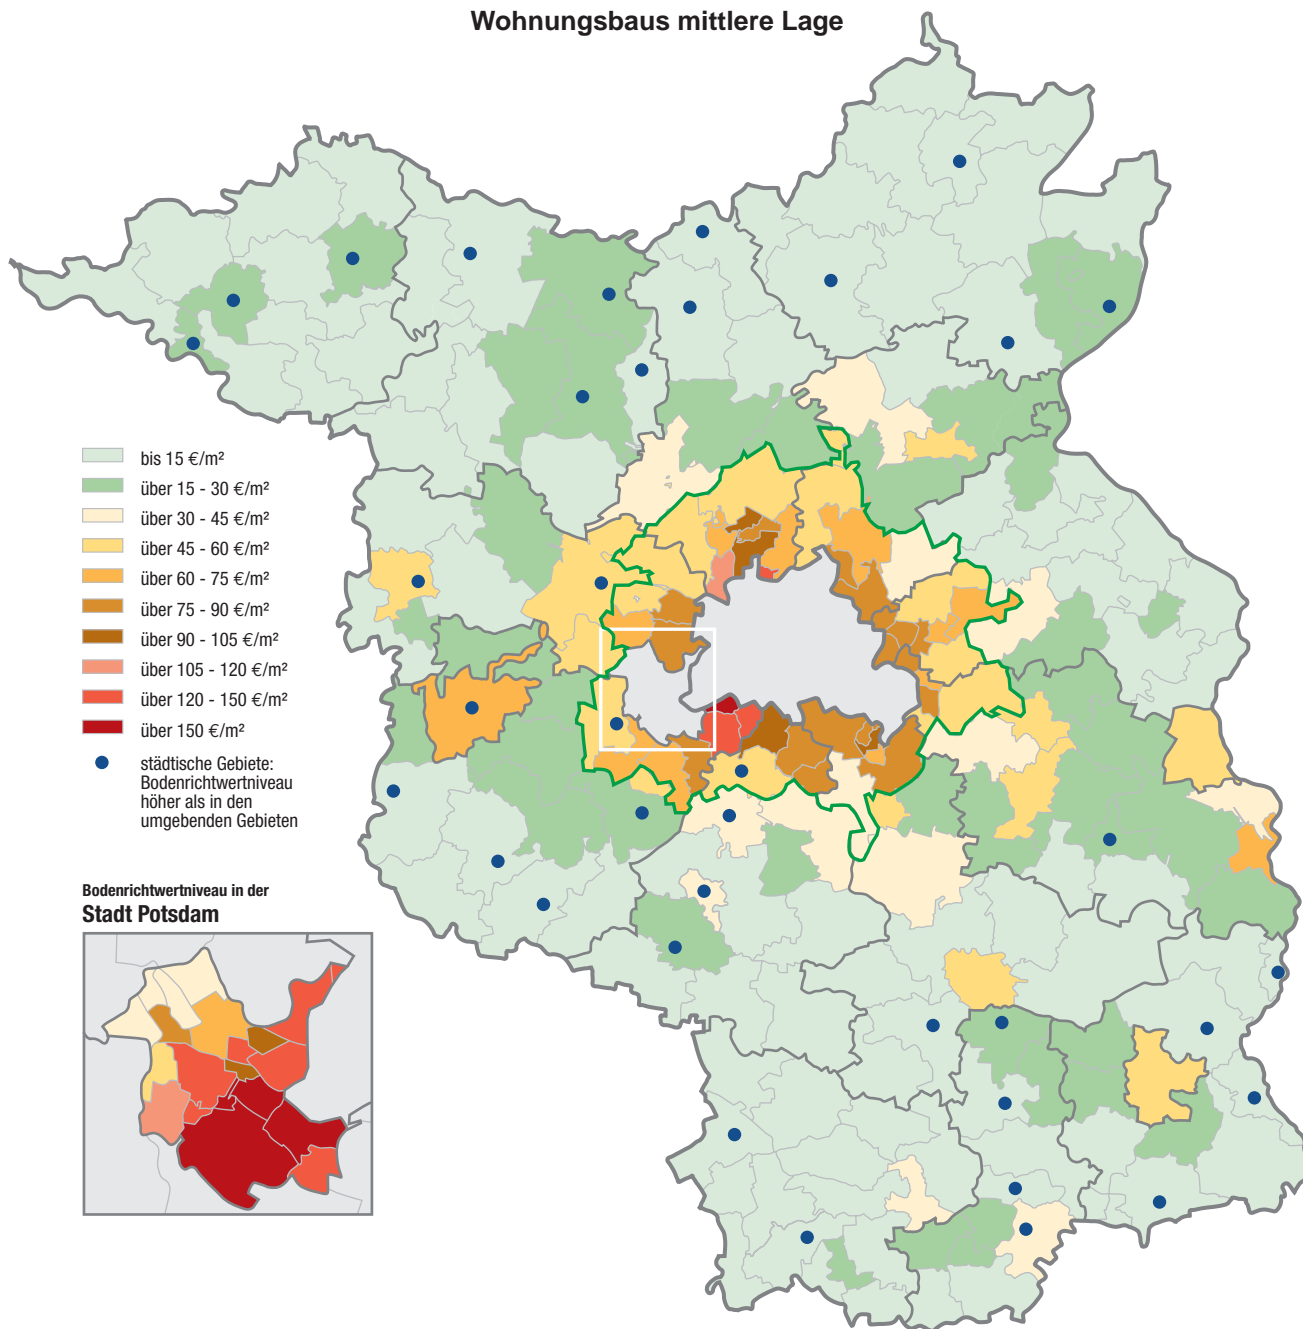 Wohnungsbaus mittlere Lage
bis 15 €/m²
über 15 - 30 €/m²
über 30 - 45 €/m²
über 45 - 60 €/m²
über 60 - 75 €/m²
über 75 - 90 €/m²
über 90 - 105 €/m²
über 105 - 120 €/m²
über 120 - 150 €/m²
über 150 €/m²
städtische Gebiete:
Bodenrichtwertniveau
höher als in den
umgebenden Gebieten
Bodenrichtwertniveau in der
Stadt Potsdam